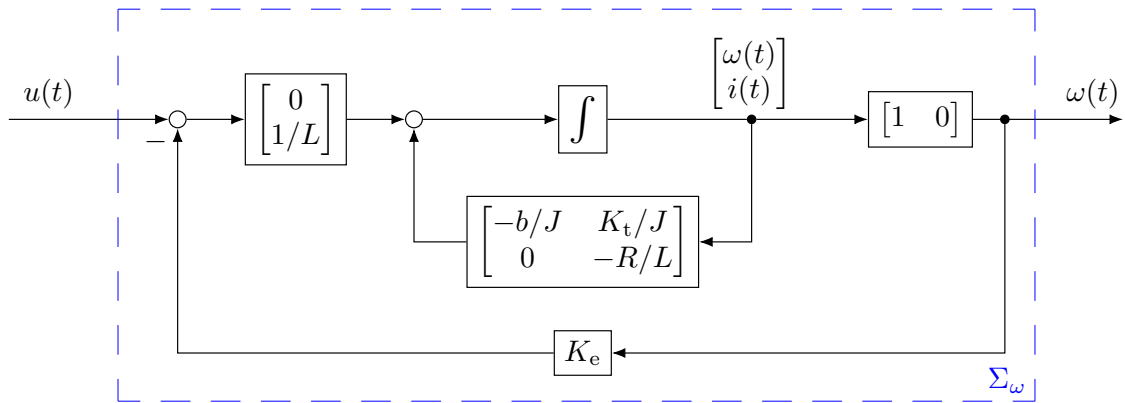 u(t)
−
[0
1/L]
∫
[ω(t)
i(t)]
[1 0]
ω(t)
[−b/J K_t/J
0 −R/L]
K_e
Σ_ω